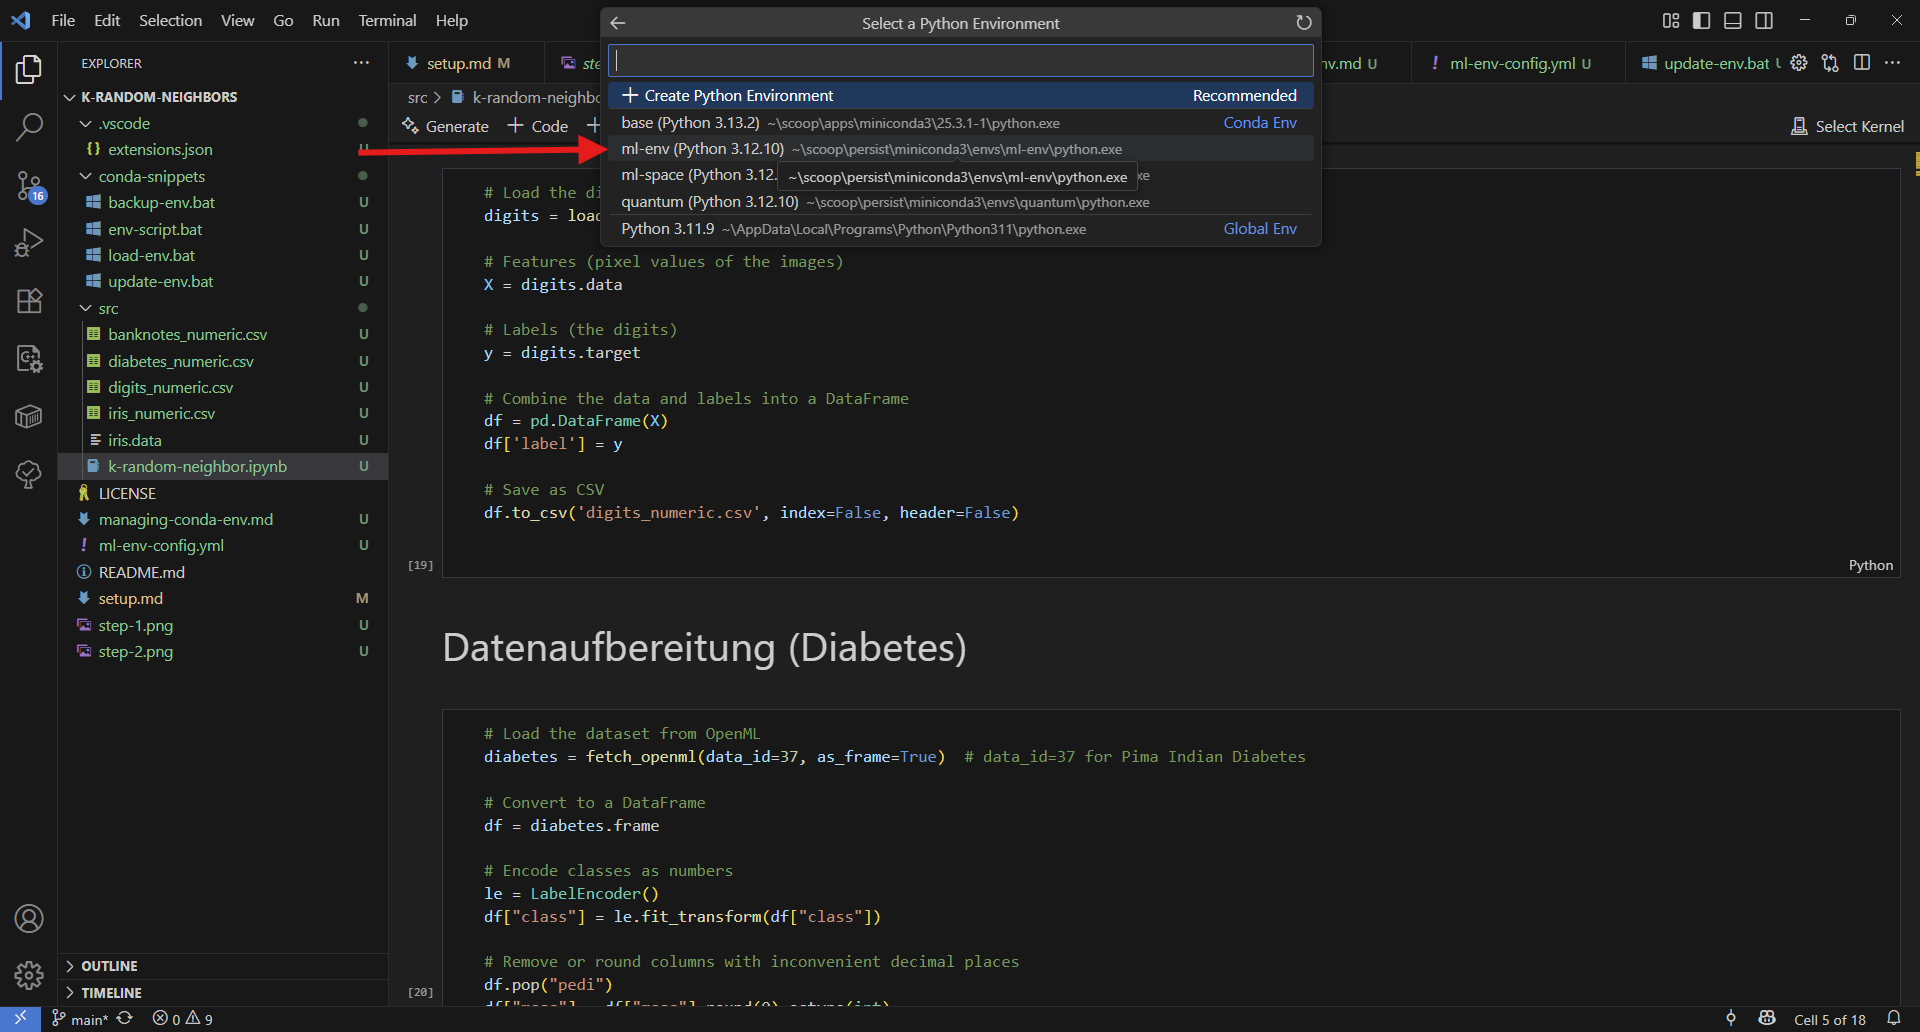 File Edit Selection View Go Run Terminal Help
Select a Python Environment
+ Create Python Environment Recommended
base (Python 3.13.2) ~\scoop\apps\miniconda3\25.3.1-1\python.exe Conda Env
ml-env (Python 3.12.10) ~\scoop\persist\miniconda3\envs\ml-env\python.exe
ml-space (Python 3.12. xe
~\scoop\persist\miniconda3\envs\ml-env\python.exe
quantum (Python 3.12.10) ~\scoop\persist\miniconda3\envs\quantum\python.exe
Python 3.11.9 ~\AppData\Local\Programs\Python\Python311\python.exe Global Env
EXPLORER
K-RANDOM-NEIGHBORS
.vscode
extensions.json U
conda-snippets
backup-env.bat U
env-script.bat U
load-env.bat U
update-env.bat U
src
banknotes_numeric.csv U
diabetes_numeric.csv U
digits_numeric.csv U
iris_numeric.csv U
iris.data U
k-random-neighbor.ipynb U
LICENSE
managing-conda-env.md U
ml-env-config.yml U
README.md
setup.md M
step-1.png U
step-2.png U
OUTLINE
TIMELINE
setup.md M
ste
nv.md U
ml-env-config.yml U
update-env.bat U
src > k-random-neighbo
Generate + Code +
Select Kernel
# Load the di
digits = load
# Features (pixel values of the images)
X = digits.data
# Labels (the digits)
y = digits.target
# Combine the data and labels into a DataFrame
df = pd.DataFrame(X)
df['label'] = y
# Save as CSV
df.to_csv('digits_numeric.csv', index=False, header=False)
[19] Python
Datenaufbereitung (Diabetes)
# Load the dataset from OpenML
diabetes = fetch_openml(data_id=37, as_frame=True) # data_id=37 for Pima Indian Diabetes
# Convert to a DataFrame
df = diabetes.frame
# Encode classes as numbers
le = LabelEncoder()
df["class"] = le.fit_transform(df["class"])
# Remove or round columns with inconvenient decimal places
df.pop("pedi")
[20]
16
main* 0 9
Cell 5 of 18